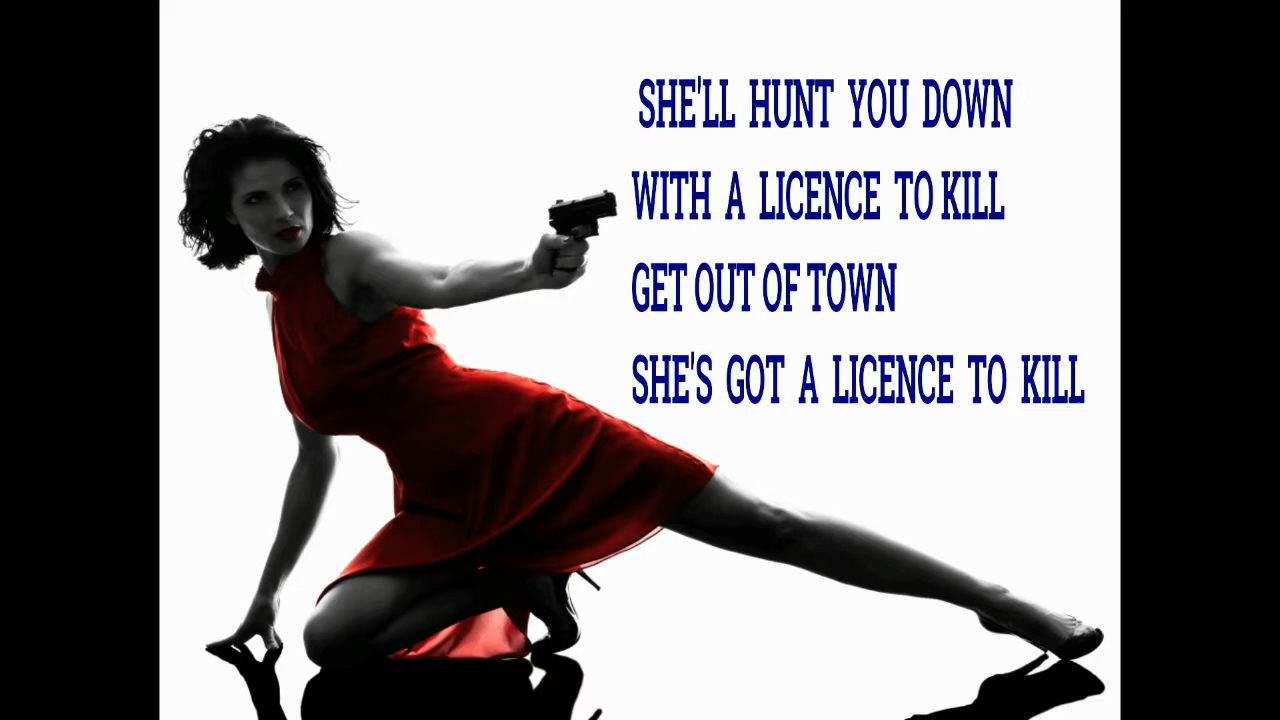 SHE'LL HUNT YOU DOWN
WITH A LICENCE TO KILL
GET OUT OF TOWN
SHE'S GOT A LICENCE TO KILL